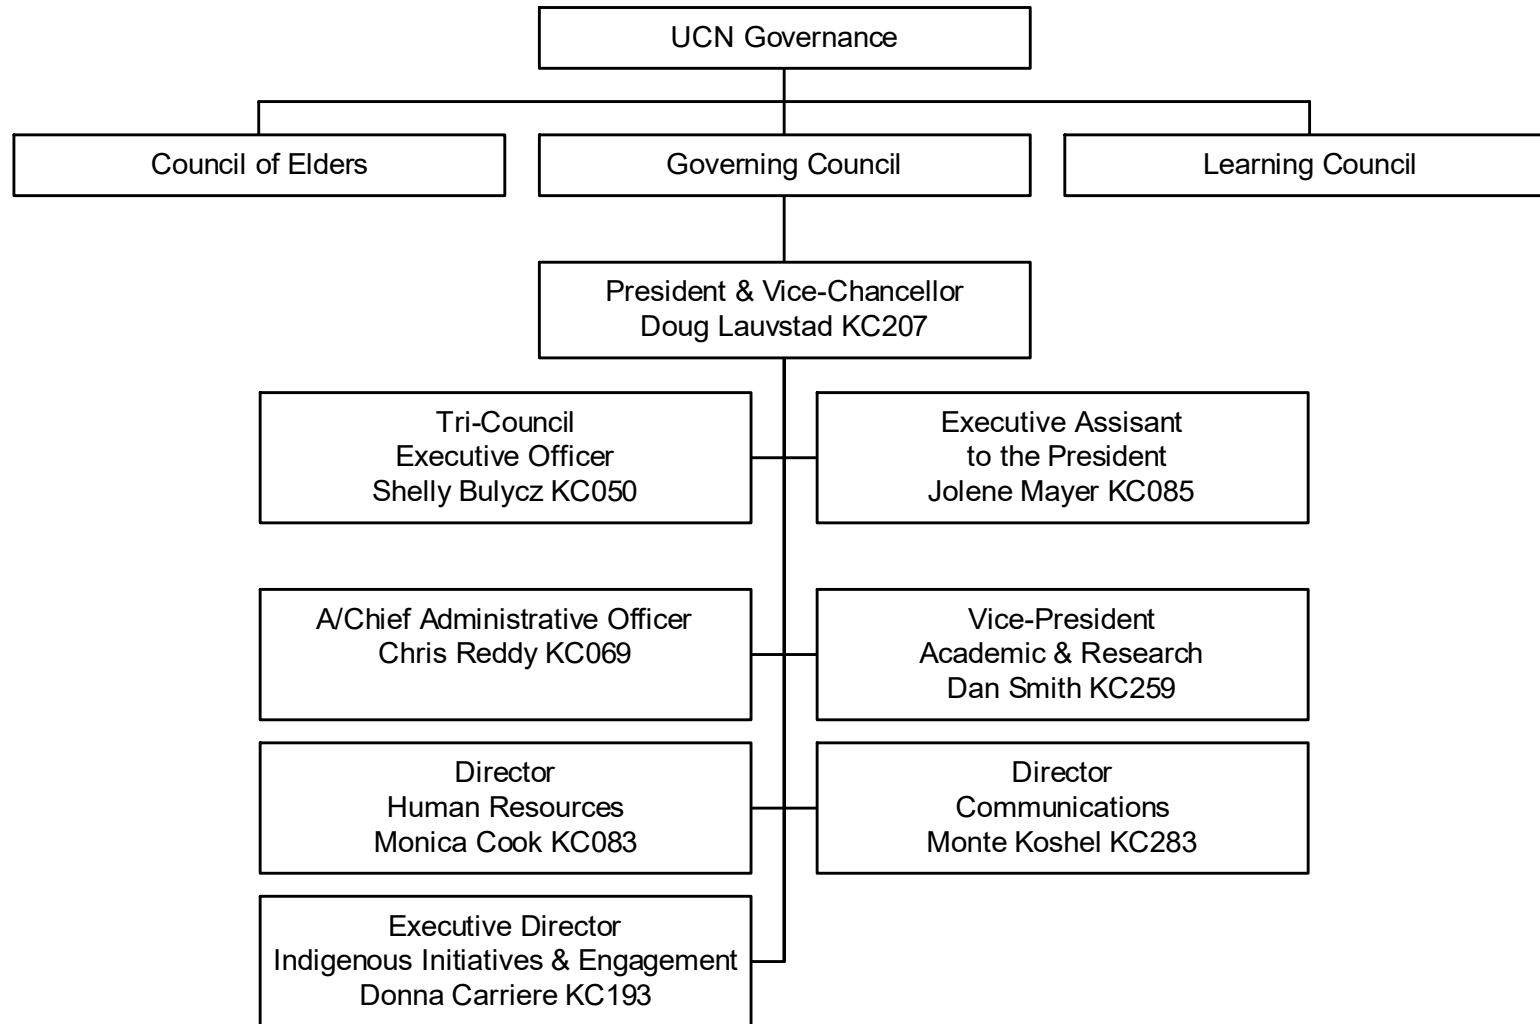 UCN Governance
Council of Elders
Governing Council
Learning Council
President & Vice-Chancellor
Doug Lauvstad KC207
Tri-Council
Executive Officer
Shelly Bulycz KC050
Executive Assisant
to the President
Jolene Mayer KC085
A/Chief Administrative Officer
Chris Reddy KC069
Vice-President
Academic & Research
Dan Smith KC259
Director
Human Resources
Monica Cook KC083
Director
Communications
Monte Koshel KC283
Executive Director
Indigenous Initiatives & Engagement
Donna Carriere KC193